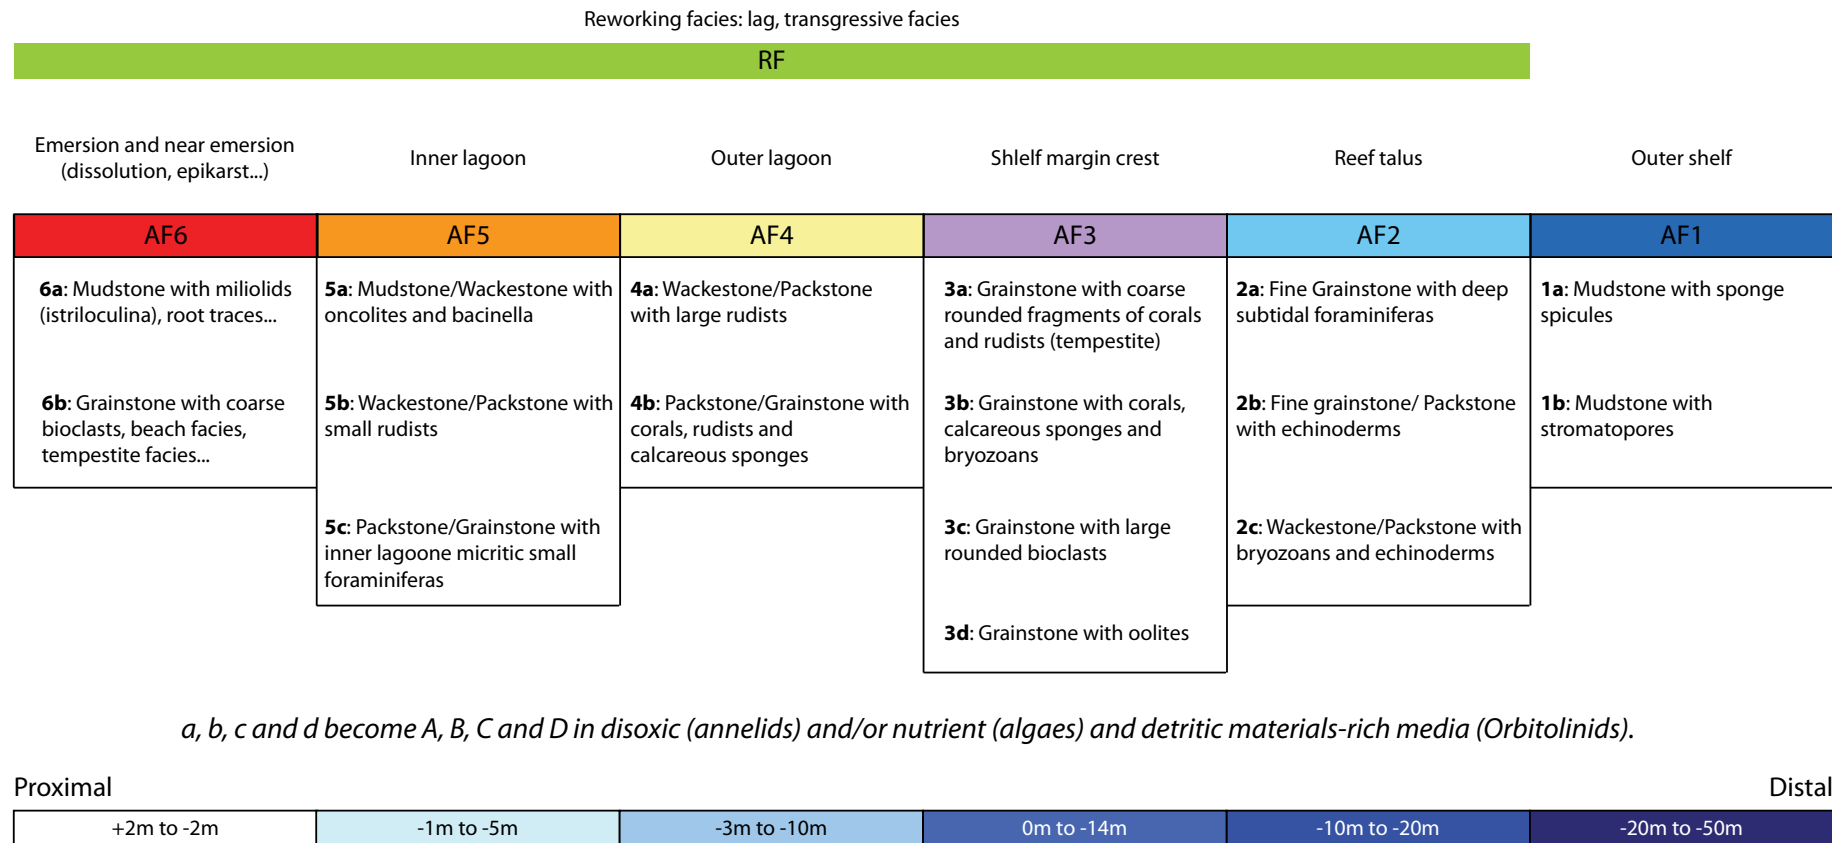 Reworking facies: lag, transgressive facies
RF
Emersion and near emersion
(dissolution, epikarst...)
Inner lagoon
Outer lagoon
Shlelf margin crest
Reef talus
Outer shelf
AF6
AF5
AF4
AF3
AF2
AF1
6a: Mudstone with miliolids
(istriloculina), root traces...
6b: Grainstone with coarse
bioclasts, beach facies,
tempestite facies...
5a: Mudstone/Wackestone with
oncolites and bacinella
5b: Wackestone/Packstone with
small rudists
5c: Packstone/Grainstone with
inner lagoone micritic small
foraminiferas
4a: Wackestone/Packstone
with large rudists
4b: Packstone/Grainstone with
corals, rudists and
calcareous sponges
3a: Grainstone with coarse
rounded fragments of corals
and rudists (tempestite)
3b: Grainstone with corals,
calcareous sponges and
bryozoans
3c: Grainstone with large
rounded bioclasts
3d: Grainstone with oolites
2a: Fine Grainstone with deep
subtidal foraminiferas
2b: Fine grainstone/ Packstone
with echinoderms
2c: Wackestone/Packstone with
bryozoans and echinoderms
1a: Mudstone with sponge
spicules
1b: Mudstone with
stromatopores
a, b, c and d become A, B, C and D in disoxic (annelids) and/or nutrient (algaes) and detritic materials-rich media (Orbitolinids).
Proximal
Distal
+2m to -2m
-1m to -5m
-3m to -10m
0m to -14m
-10m to -20m
-20m to -50m